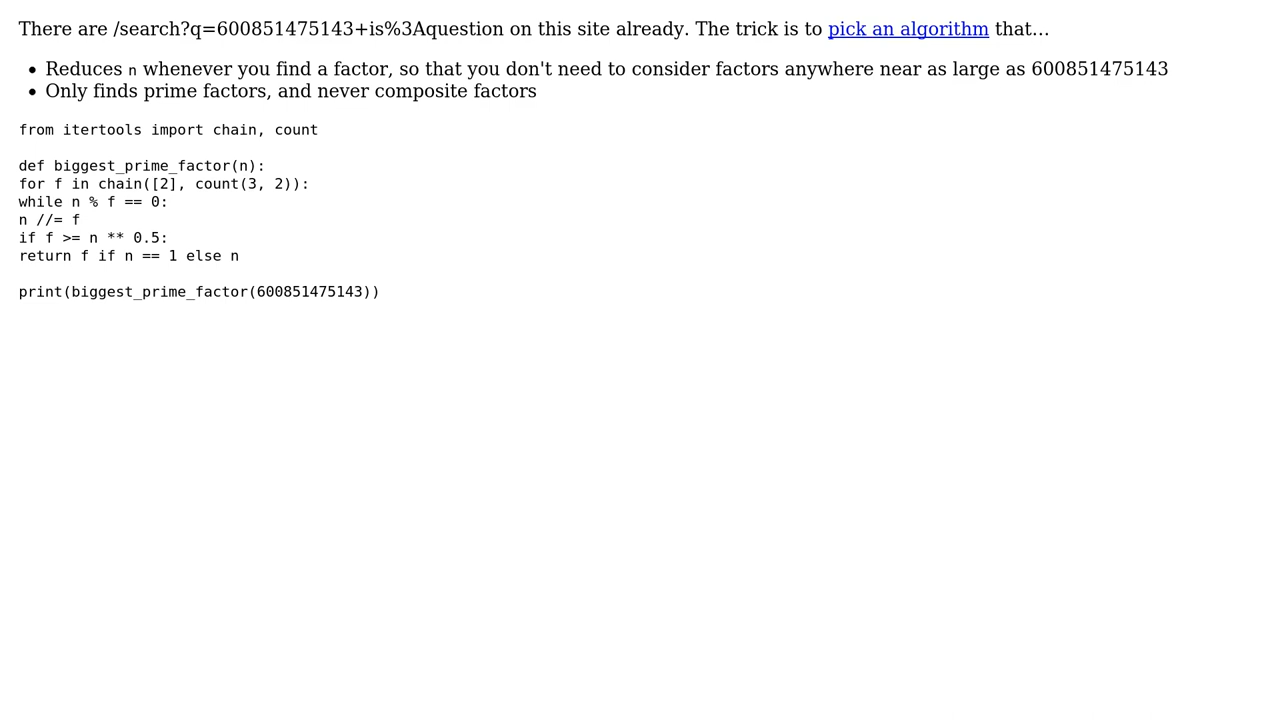 There are /search?q=600851475143+is%3Aquestion on this site already. The trick is to pick an algorithm that…
• Reduces n whenever you find a factor, so that you don't need to consider factors anywhere near as large as 600851475143
• Only finds prime factors, and never composite factors
from itertools import chain, count
def biggest_prime_factor(n):
for f in chain([2], count(3, 2)):
while n % f == 0:
n //= f
if f >= n ** 0.5:
return f if n == 1 else n
print(biggest_prime_factor(600851475143))